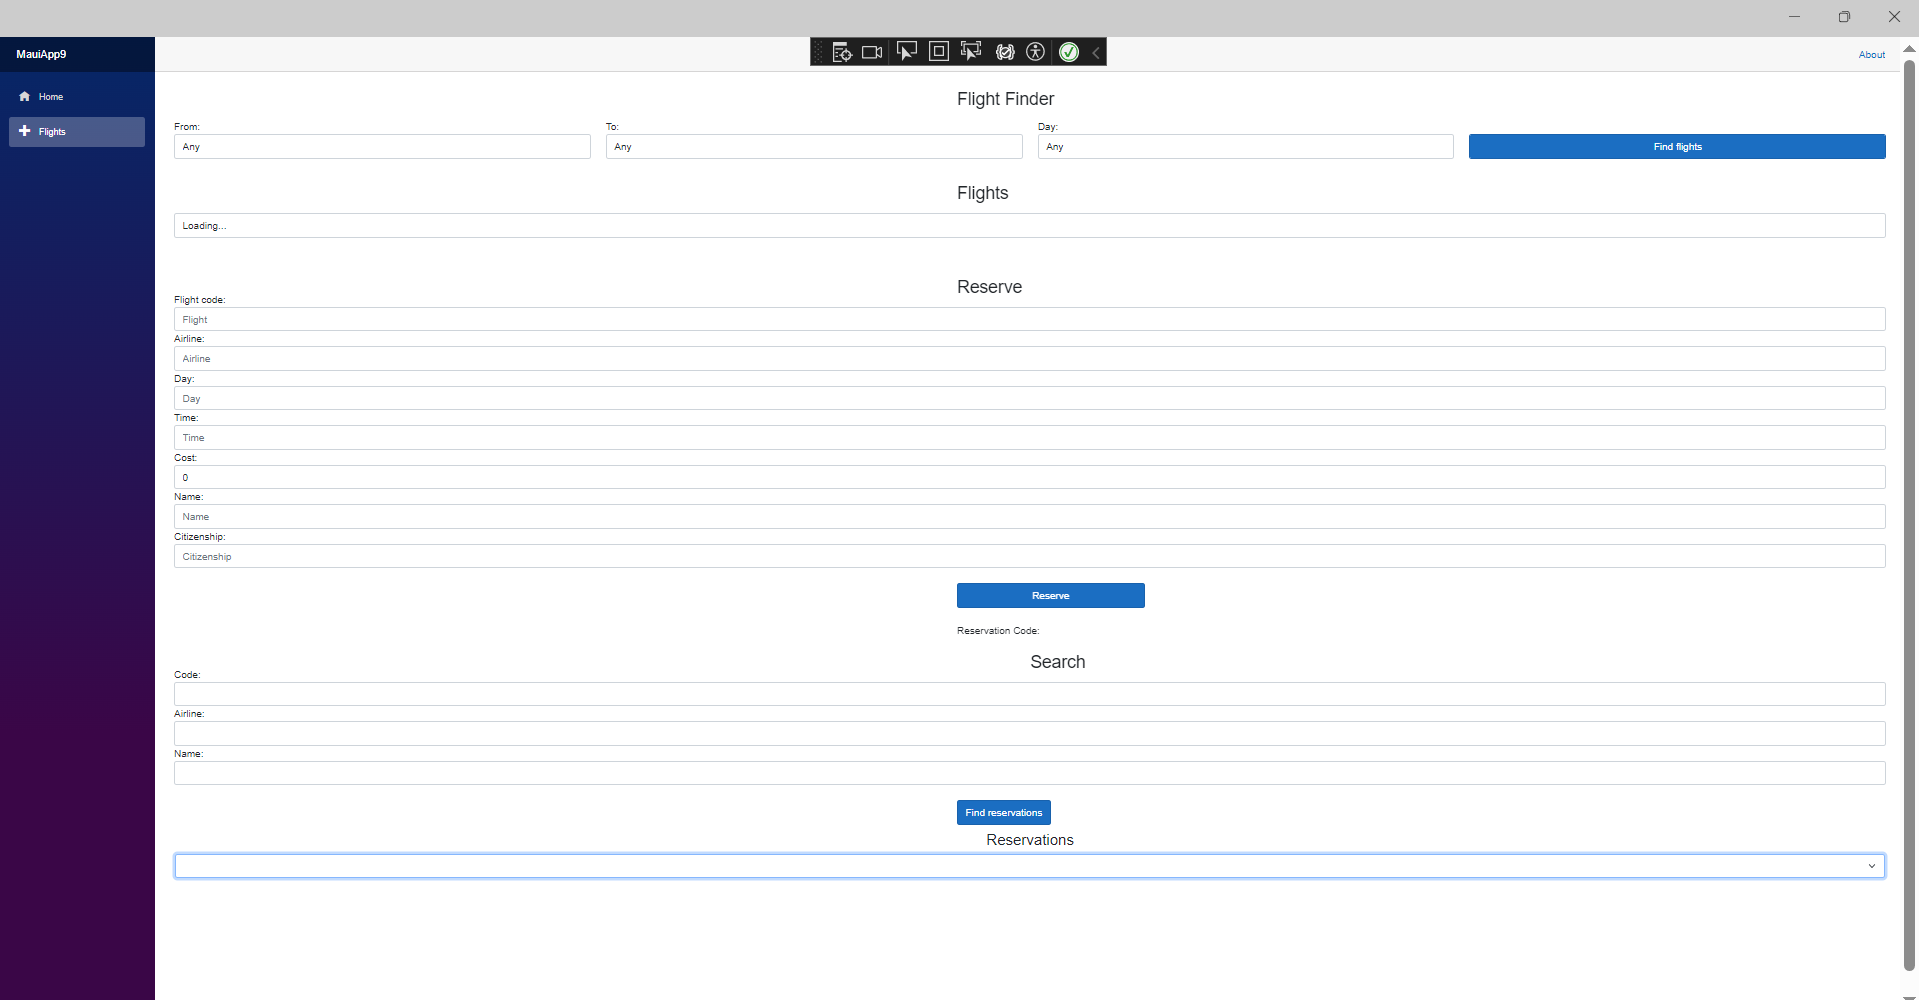 MauiApp9
About
Home
Flights
Flight Finder
From:
To:
Day:
Any
Any
Any
Find flights
Flights
Loading...
Reserve
Flight code:
Flight
Airline:
Airline
Day:
Day
Time:
Time
Cost:
0
Name:
Name
Citizenship:
Citizenship
Reserve
Reservation Code:
Search
Code:
Airline:
Name:
Find reservations
Reservations